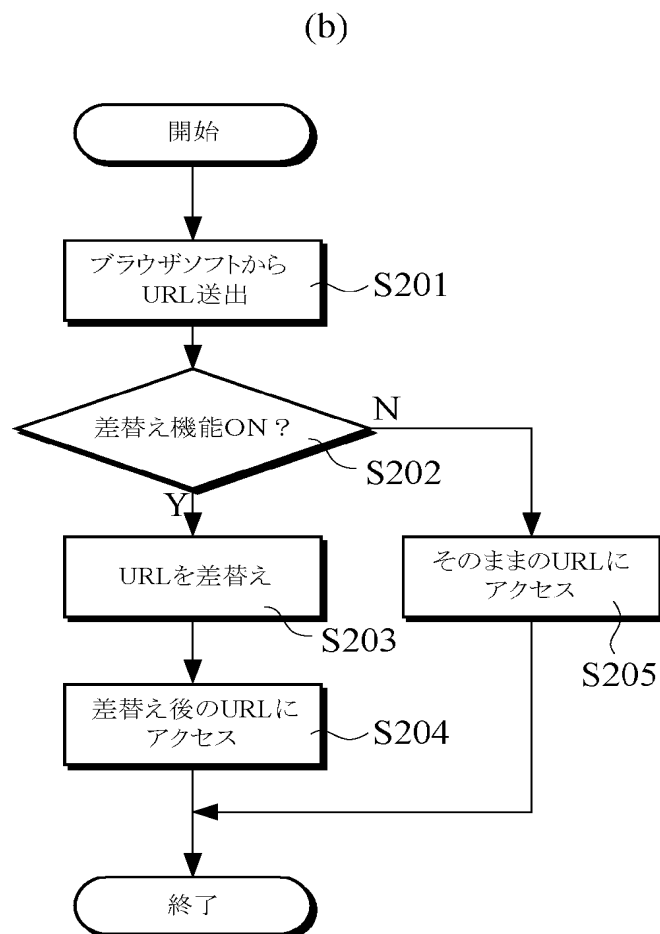 (b)
開始
ブラウザソフトから
URL送出
S201
差替え機能ON？
N
S202
Y
URLを差替え
S203
そのままのURLに
アクセス
S205
差替え後のURLに
アクセス
S204
終了